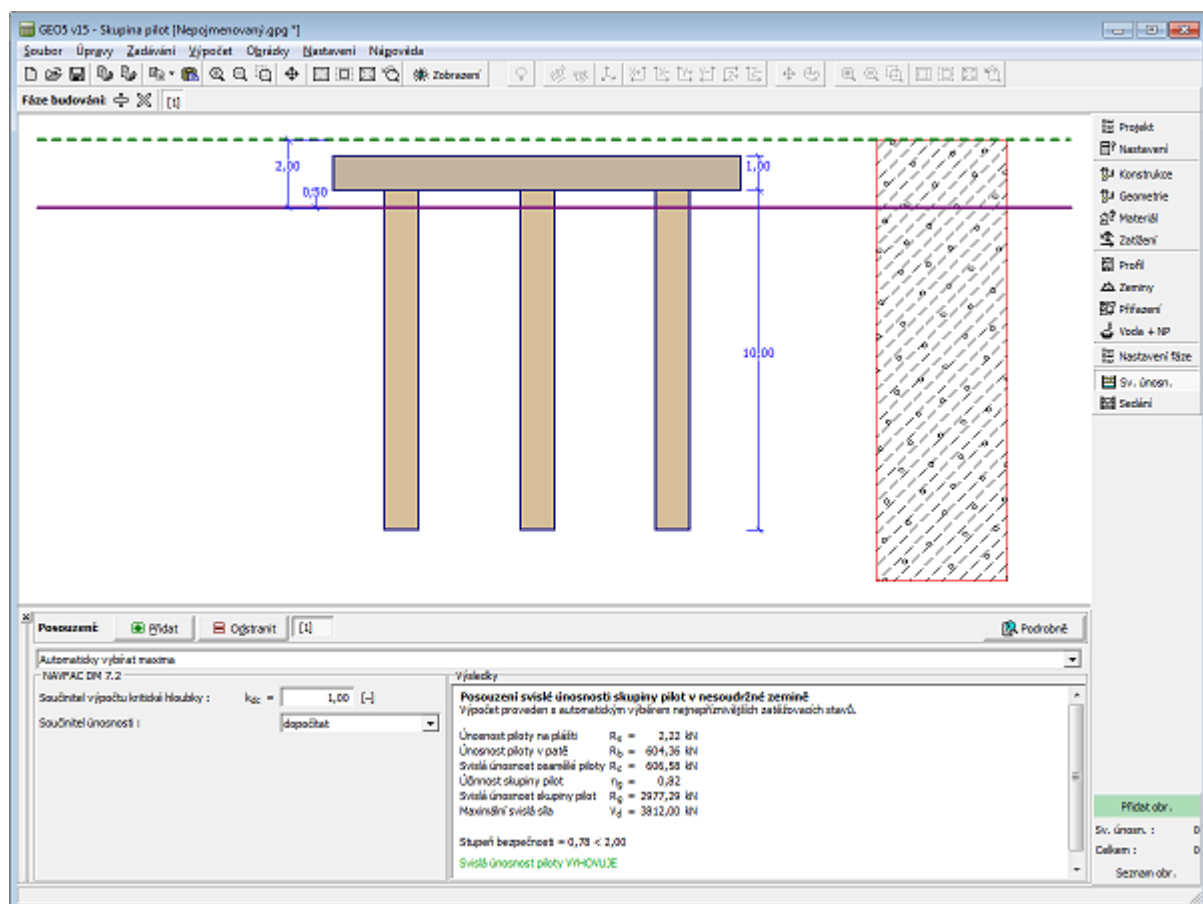 GEO5 v15 - Skupina pilot [Nepojmenovaný.gpg *]
Soubor Úpravy Zadávání Výpočet Obrázky Nastavení Nápověda
Zobrazení
Fáze budování: [1]
2,00
0,50
1,00
10,00
Projekt
Nastavení
Konstrukce
Geometrie
Materiál
Zatížení
Profil
Zeminy
Přiřazení
Voda + NP
Nastavení fáze
Sv. únosn.
Sedání
Posouzení: Přidat Odstranit [1] Podrobně
Automaticky vybírat maxima
NAVFAC DM 7.2
Součinitel výpočtu kritické hloubky : kdc = 1,00 [-]
Součinitel únosnosti : dopočítat
Výsledky
Posouzení svislé únosnosti skupiny pilot v nesoudržné zemině
Výpočet proveden s automatickým výběrem nejnepříznivějších zatěžovacích stavů.
Únosnost piloty na plášti Rs = 2,22 kN
Únosnost piloty v patě Rb = 604,36 kN
Svislá únosnost osamělé piloty Rc = 606,58 kN
Účinnost skupiny pilot ηg = 0,82
Svislá únosnost skupiny pilot Rg = 2977,29 kN
Maximální svislá síla Vd = 3812,00 kN
Stupeň bezpečnosti = 0,78 < 2,00
Svislá únosnost piloty VYHOVUJE
Přidat obr.
Sv. únosn. : 0
Celkem : 0
Seznam obr.